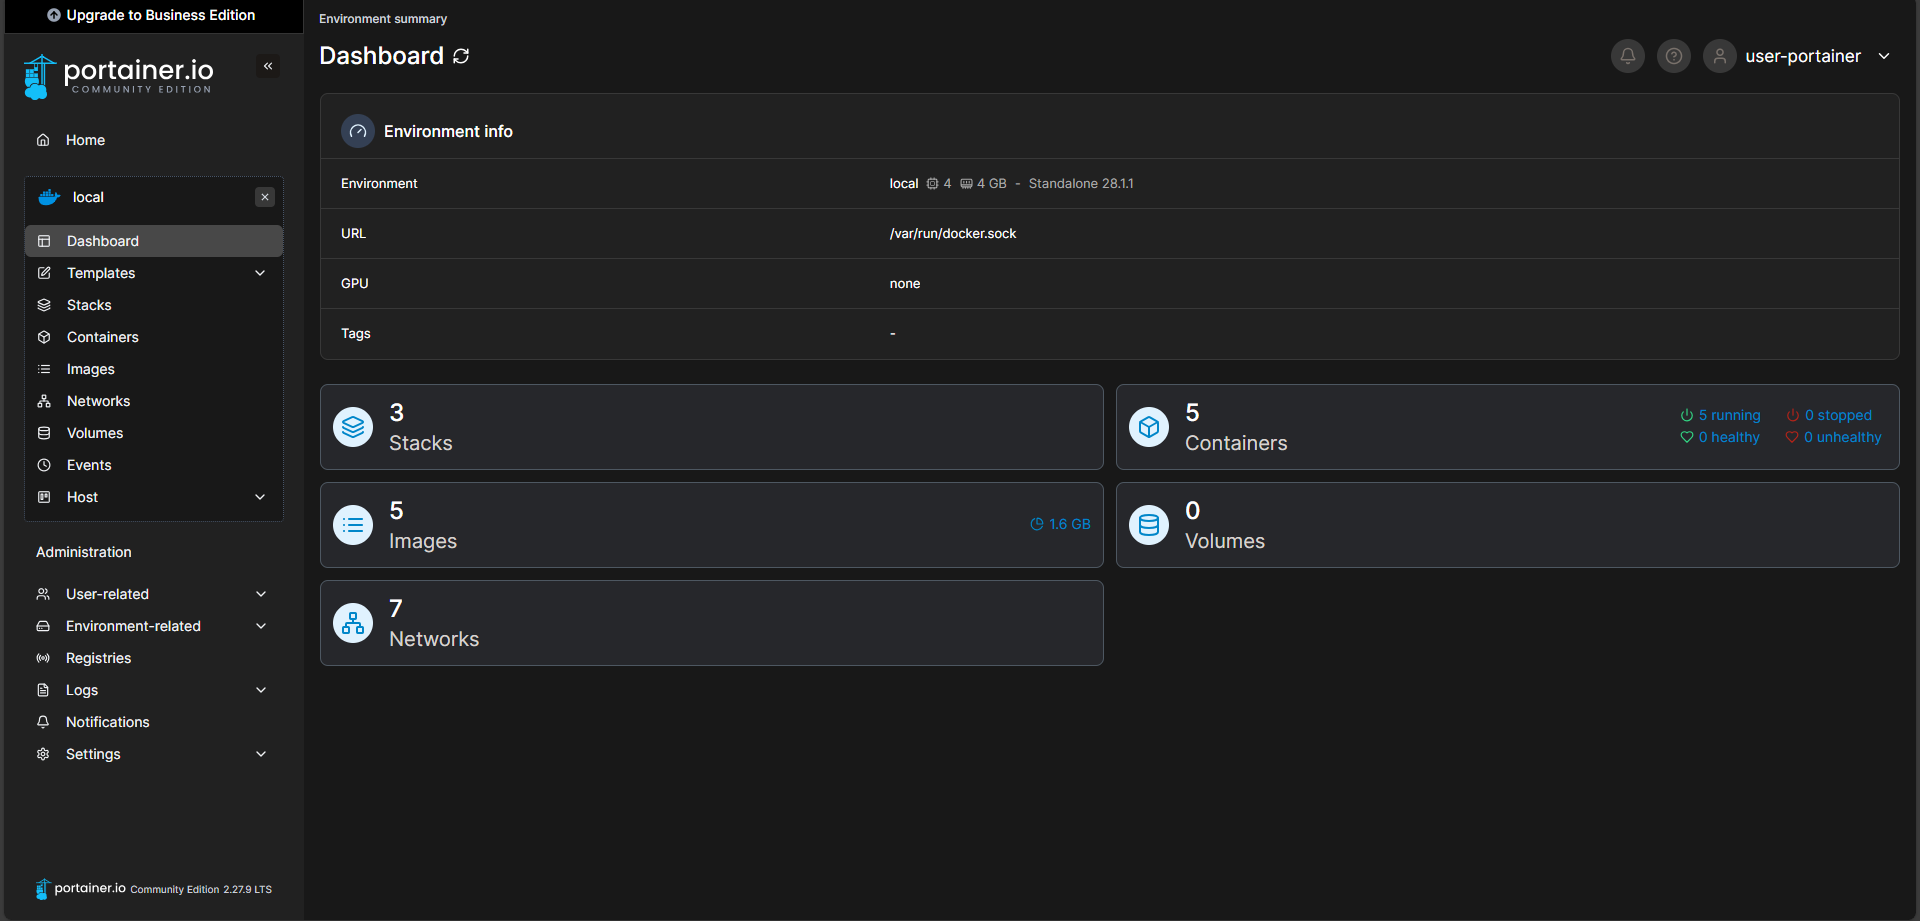 Upgrade to Business Edition
portainer.io
COMMUNITY EDITION
Home
local
Dashboard
Templates
Stacks
Containers
Images
Networks
Volumes
Events
Host
Administration
User-related
Environment-related
Registries
Logs
Notifications
Settings
portainer.io Community Edition 2.27.9 LTS
Environment summary
Dashboard
user-portainer
Environment info
Environment local 4 4 GB - Standalone 28.1.1
URL /var/run/docker.sock
GPU none
Tags -
3
Stacks
5
Containers
5 running 0 stopped
0 healthy 0 unhealthy
5
Images
1.6 GB
0
Volumes
7
Networks